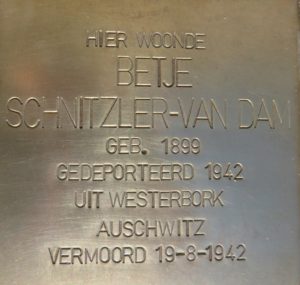 HIER WOONDE
BETJE
SCHNITZLER-VAN DAM
GEB. 1899
GEDEPORTEERD 1942
UIT WESTERBORK
AUSCHWITZ
VERMOORD 19-8-1942